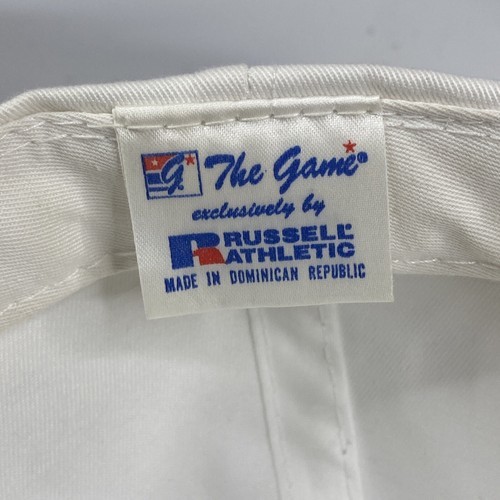 G The Game®
exclusively by
R RUSSELL
ATHLETIC
MADE IN DOMINICAN REPUBLIC